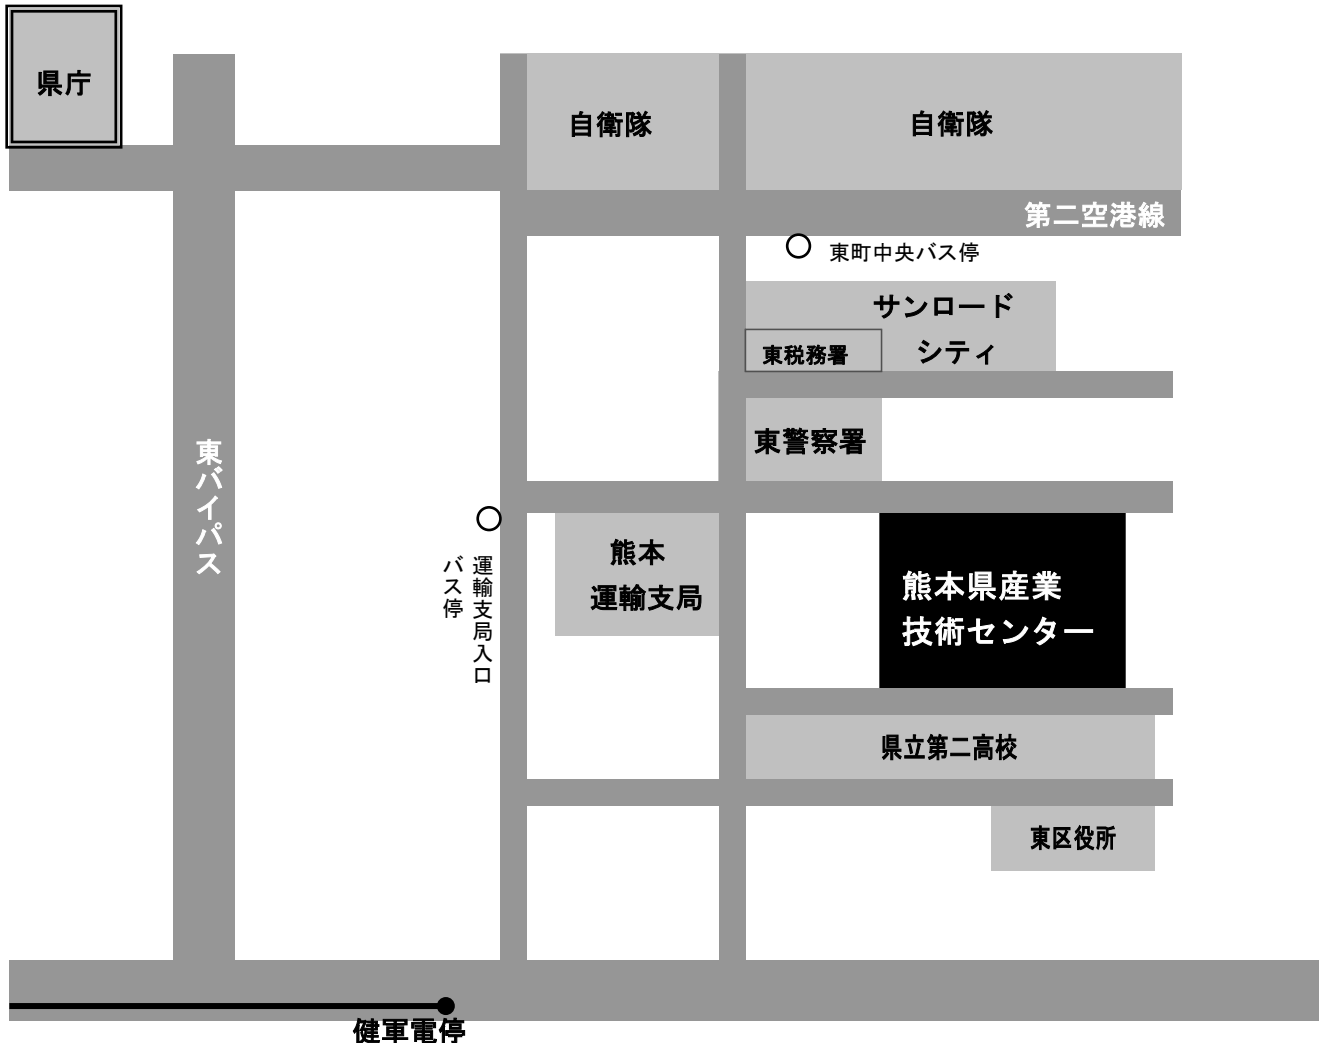 県庁
自衛隊
自衛隊
第二空港線
東町中央バス停
サンロード
シティ
東税務署
東警察署
東バイパス
運輸支局入口
バス停
熊本
運輸支局
熊本県産業
技術センター
県立第二高校
東区役所
健軍電停